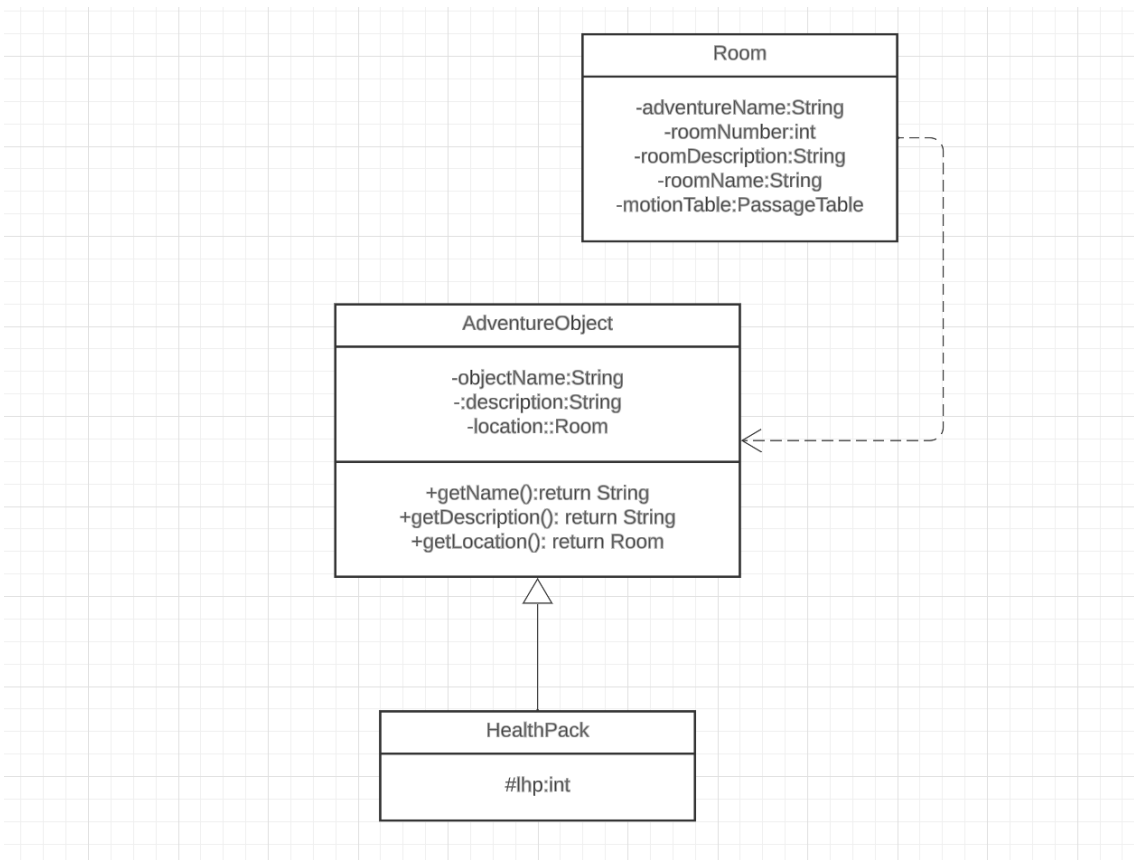 Room
-adventureName:String
-roomNumber:int
-roomDescription:String
-roomName:String
-motionTable:PassageTable
AdventureObject
-objectName:String
-:description:String
-location::Room
+getName():return String
+getDescription(): return String
+getLocation(): return Room
HealthPack
#lhp:int